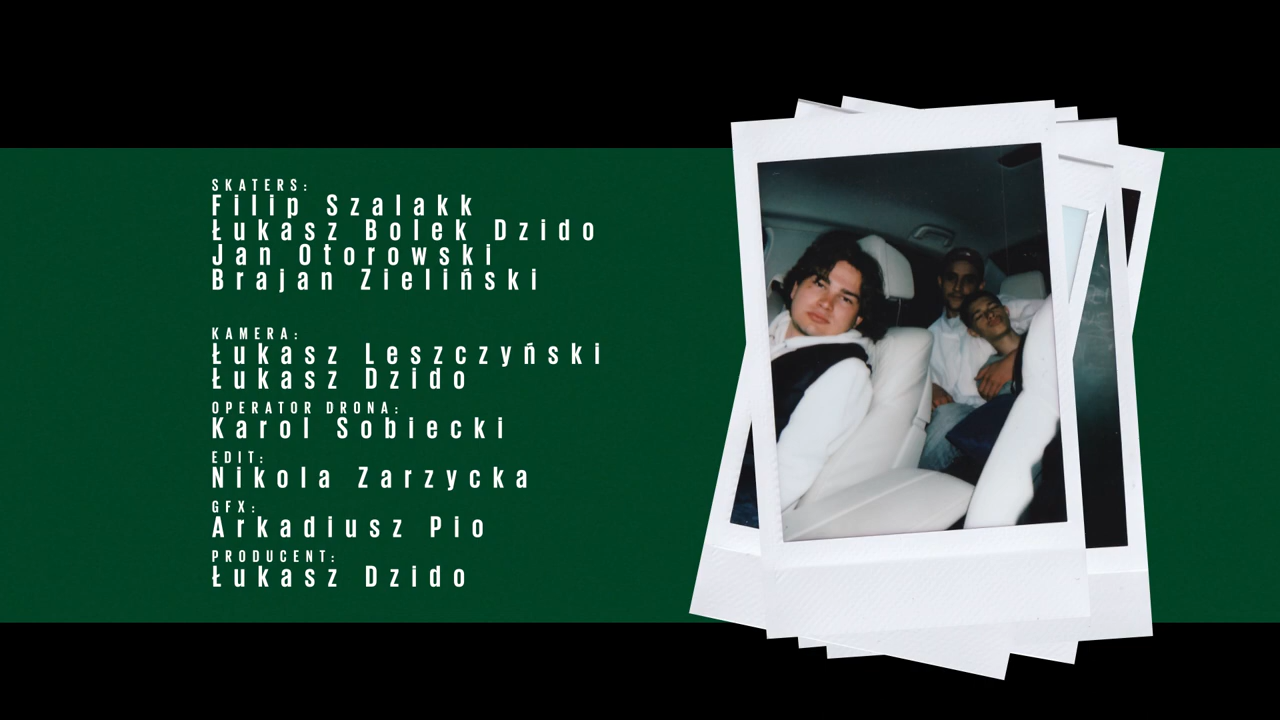 SKATERS:
Filip Szalakk
Łukasz Bolek Dzido
Jan Otorowski
Brajan Zieliński
KAMERA:
Łukasz Leszczyński
Łukasz Dzido
OPERATOR DRONA:
Karol Sobiecki
EDIT:
Nikola Zarzycka
GFX:
Arkadiusz Pio
PRODUCENT:
Łukasz Dzido